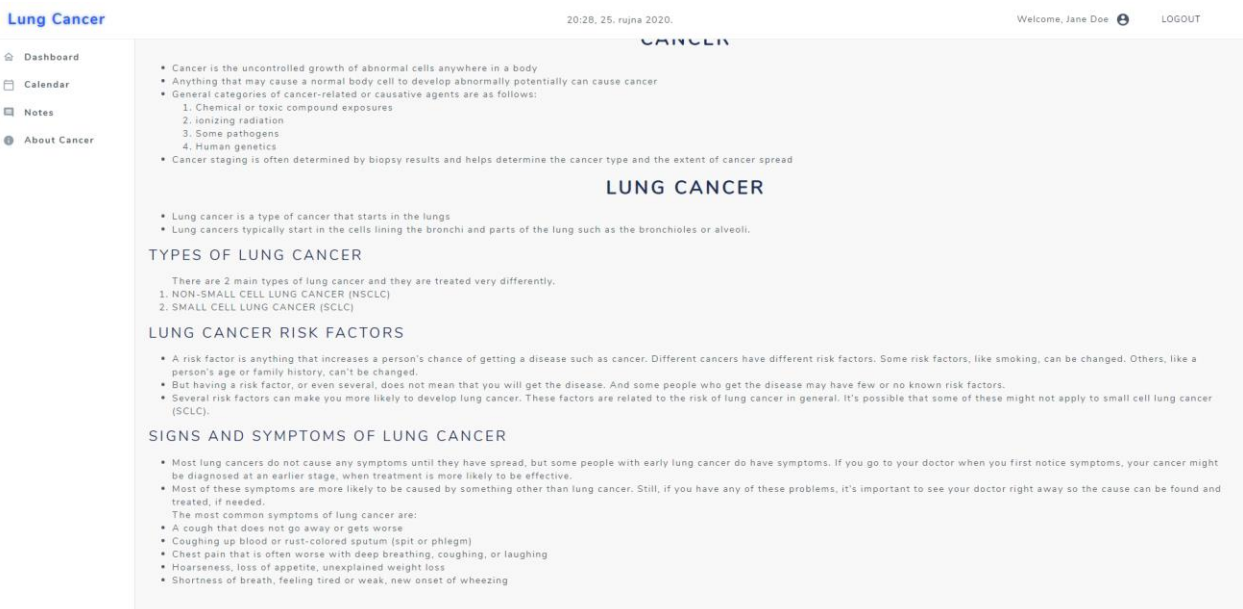 Lung Cancer
20:28, 25. rujna 2020.
Welcome, Jane Doe
LOGOUT
Dashboard
Calendar
Notes
About Cancer
CANCER
• Cancer is the uncontrolled growth of abnormal cells anywhere in a body
• Anything that may cause a normal body cell to develop abnormally potentially can cause cancer
• General categories of cancer-related or causative agents are as follows:
1. Chemical or toxic compound exposures
2. ionizing radiation
3. Some pathogens
4. Human genetics
• Cancer staging is often determined by biopsy results and helps determine the cancer type and the extent of cancer spread
LUNG CANCER
• Lung cancer is a type of cancer that starts in the lungs
• Lung cancers typically start in the cells lining the bronchi and parts of the lung such as the bronchioles or alveoli.
TYPES OF LUNG CANCER
There are 2 main types of lung cancer and they are treated very differently.
1. NON-SMALL CELL LUNG CANCER (NSCLC)
2. SMALL CELL LUNG CANCER (SCLC)
LUNG CANCER RISK FACTORS
• A risk factor is anything that increases a person's chance of getting a disease such as cancer. Different cancers have different risk factors. Some risk factors, like smoking, can be changed. Others, like a
person's age or family history, can't be changed.
• But having a risk factor, or even several, does not mean that you will get the disease. And some people who get the disease may have few or no known risk factors.
• Several risk factors can make you more likely to develop lung cancer. These factors are related to the risk of lung cancer in general. It's possible that some of these might not apply to small cell lung cancer
(SCLC).
SIGNS AND SYMPTOMS OF LUNG CANCER
• Most lung cancers do not cause any symptoms until they have spread, but some people with early lung cancer do have symptoms. If you go to your doctor when you first notice symptoms, your cancer might
be diagnosed at an earlier stage, when treatment is more likely to be effective.
• Most of these symptoms are more likely to be caused by something other than lung cancer. Still, if you have any of these problems, it's important to see your doctor right away so the cause can be found and
treated, if needed.
The most common symptoms of lung cancer are:
• A cough that does not go away or gets worse
• Coughing up blood or rust-colored sputum (spit or phlegm)
• Chest pain that is often worse with deep breathing, coughing, or laughing
• Hoarseness, loss of appetite, unexplained weight loss
• Shortness of breath, feeling tired or weak, new onset of wheezing